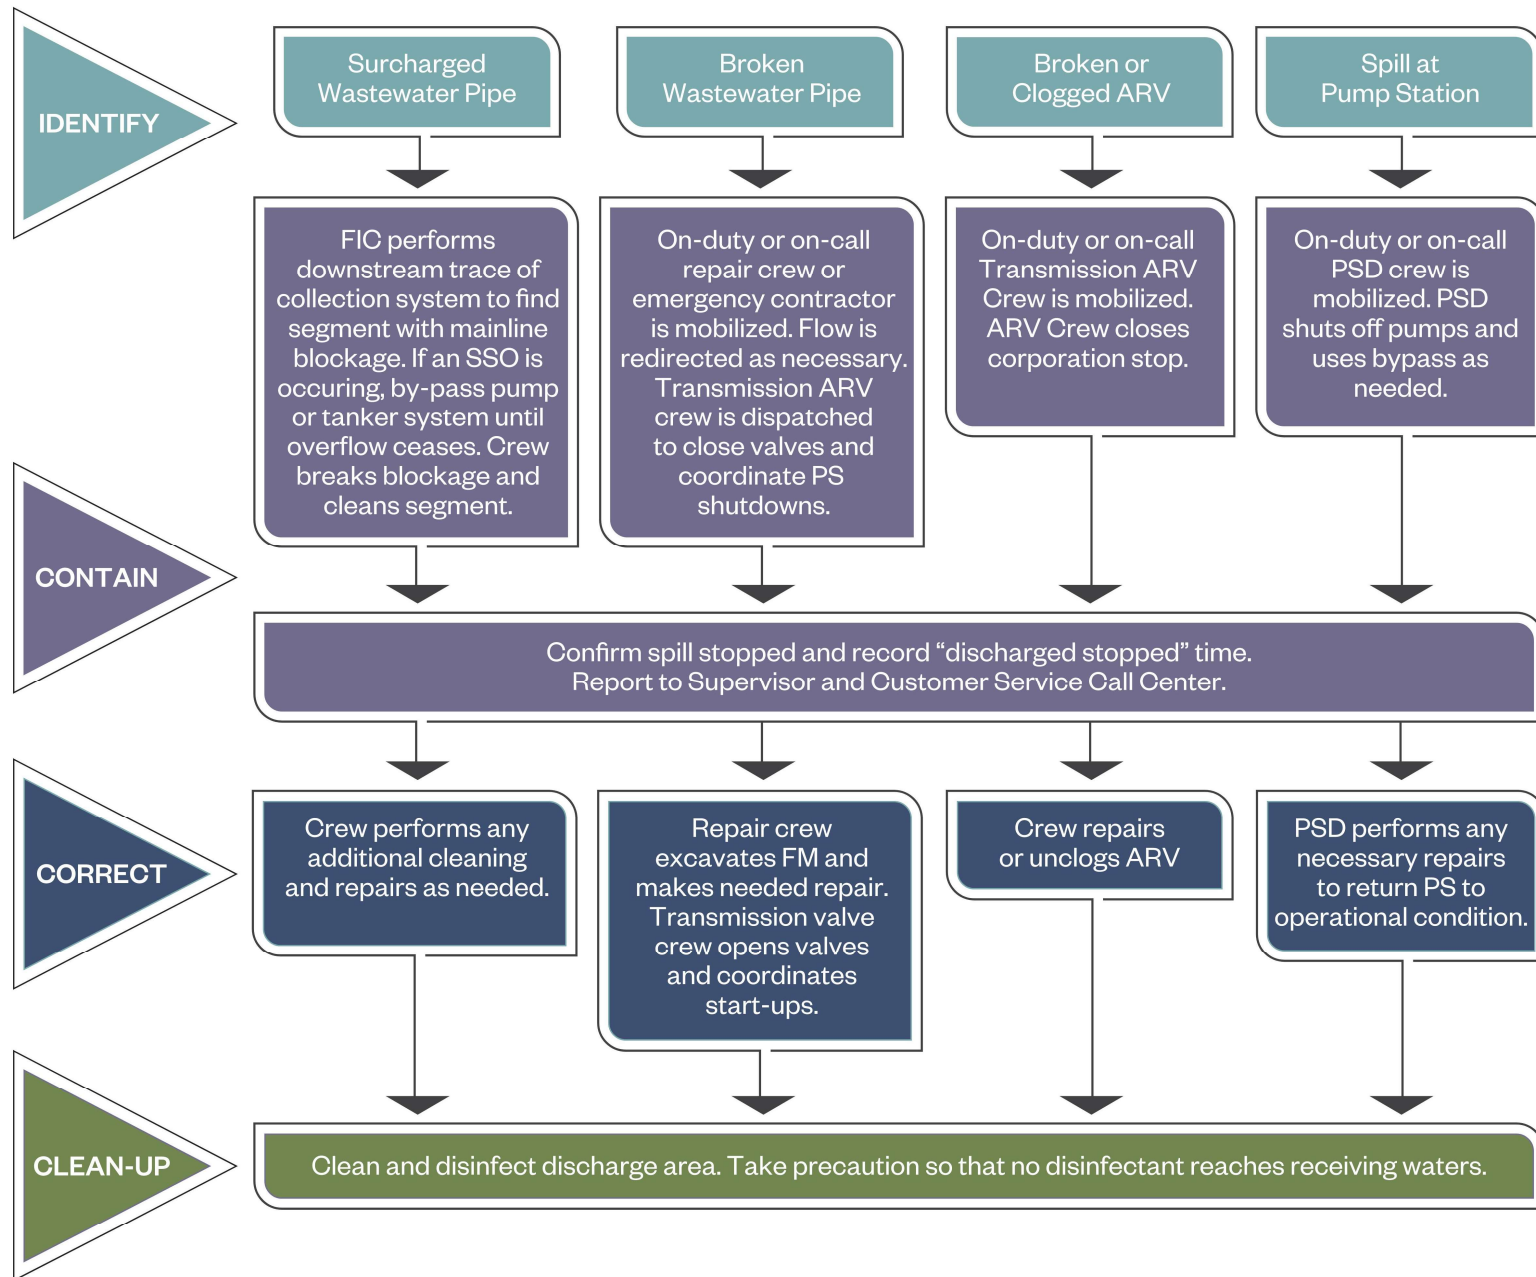 IDENTIFY
Surcharged
Wastewater Pipe
Broken
Wastewater Pipe
Broken or
Clogged ARV
Spill at
Pump Station
CONTAIN
FIC performs
downstream trace of
collection system to find
segment with mainline
blockage. If an SSO is
occuring, by-pass pump
or tanker system until
overflow ceases. Crew
breaks blockage and
cleans segment.
On-duty or on-call
repair crew or
emergency contractor
is mobilized. Flow is
redirected as necessary.
Transmission ARV
crew is dispatched
to close valves and
coordinate PS
shutdowns.
On-duty or on-call
Transmission ARV
Crew is mobilized.
ARV Crew closes
corporation stop.
On-duty or on-call
PSD crew is
mobilized. PSD
shuts off pumps and
uses bypass as
needed.
Confirm spill stopped and record “discharged stopped” time.
Report to Supervisor and Customer Service Call Center.
CORRECT
Crew performs any
additional cleaning
and repairs as needed.
Repair crew
excavates FM and
makes needed repair.
Transmission valve
crew opens valves
and coordinates
start-ups.
Crew repairs
or unclogs ARV
PSD performs any
necessary repairs
to return PS to
operational condition.
CLEAN-UP
Clean and disinfect discharge area. Take precaution so that no disinfectant reaches receiving waters.